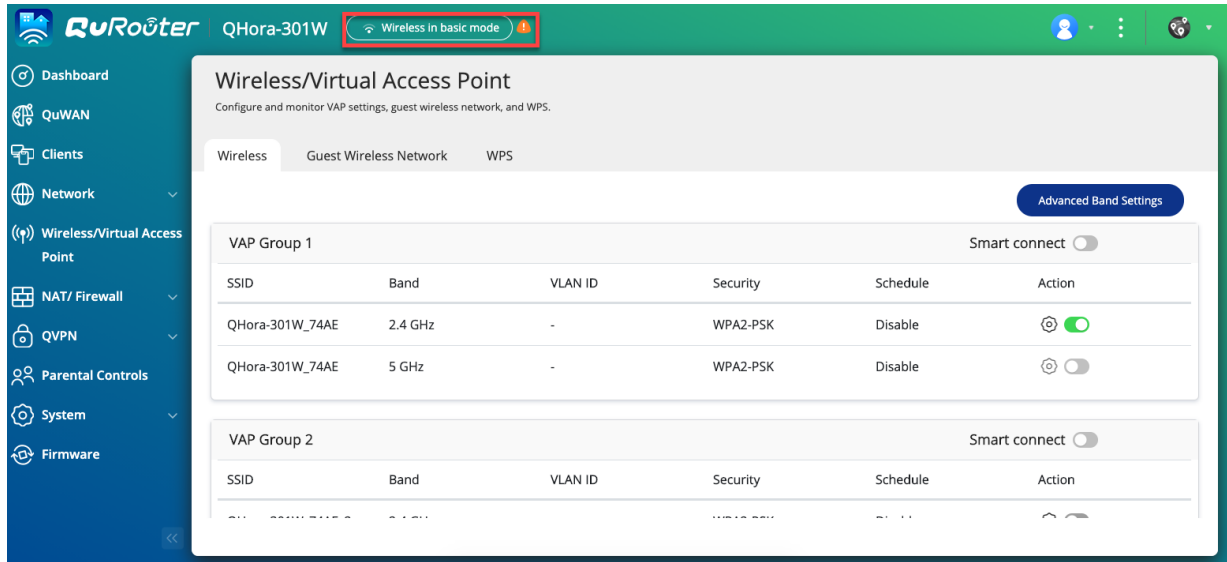 QuRouter QHora-301W Wireless in basic mode
Dashboard
QuWAN
Clients
Network
Wireless/Virtual Access
Point
NAT/ Firewall
QVPN
Parental Controls
System
Firmware
Wireless/Virtual Access Point
Configure and monitor VAP settings, guest wireless network, and WPS.
Wireless Guest Wireless Network WPS
Advanced Band Settings
VAP Group 1 Smart connect
SSID Band VLAN ID Security Schedule Action
QHora-301W_74AE 2.4 GHz - WPA2-PSK Disable
QHora-301W_74AE 5 GHz - WPA2-PSK Disable
VAP Group 2 Smart connect
SSID Band VLAN ID Security Schedule Action